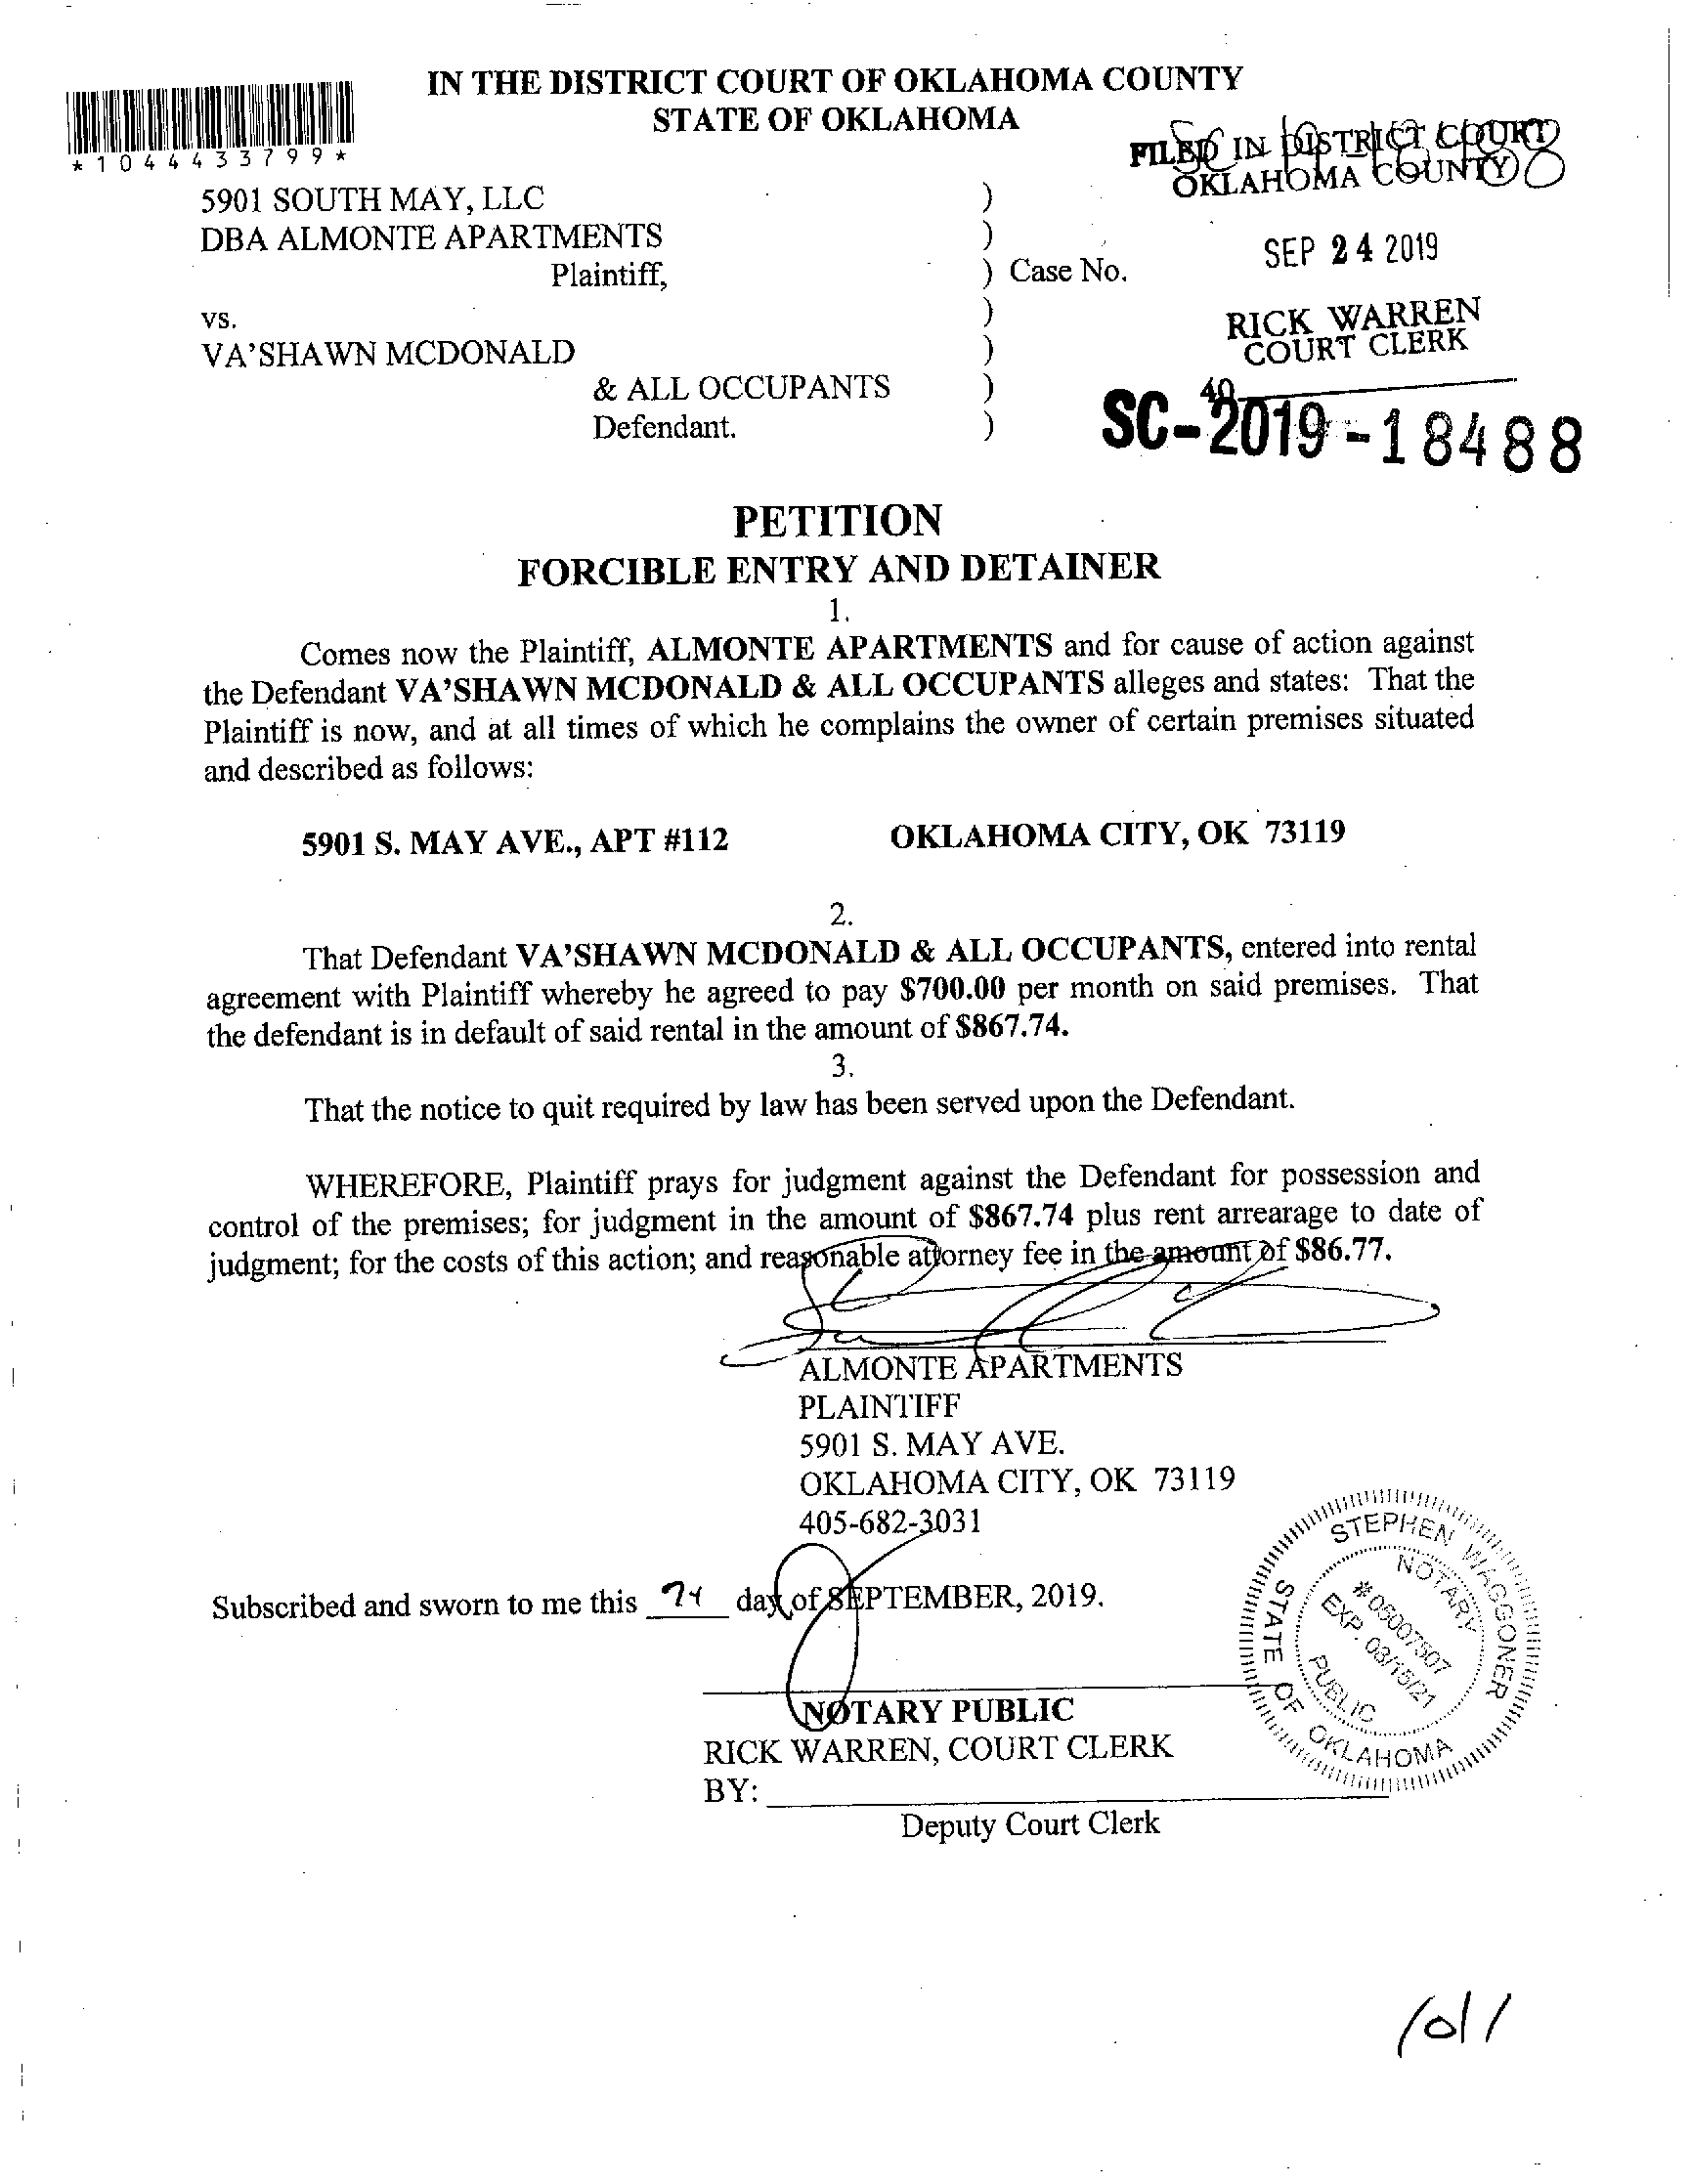 IN THE DISTRICT COURT OF OKLAHOMA COUNTY
STATE OF OKLAHOMA
*1044433799*
FILED IN DISTRICT COURT
OKLAHOMA COUNTY
5901 SOUTH MAY, LLC )
DBA ALMONTE APARTMENTS )
Plaintiff, ) Case No.
SEP 24 2019
vs. )
VA'SHAWN MCDONALD )
& ALL OCCUPANTS )
Defendant. )
RICK WARREN
COURT CLERK
40
SC-2019-18488
PETITION
FORCIBLE ENTRY AND DETAINER
1.
Comes now the Plaintiff, ALMONTE APARTMENTS and for cause of action against
the Defendant VA'SHAWN MCDONALD & ALL OCCUPANTS alleges and states: That the
Plaintiff is now, and at all times of which he complains the owner of certain premises situated
and described as follows:
5901 S. MAY AVE., APT #112 OKLAHOMA CITY, OK 73119
2.
That Defendant VA'SHAWN MCDONALD & ALL OCCUPANTS, entered into rental
agreement with Plaintiff whereby he agreed to pay $700.00 per month on said premises. That
the defendant is in default of said rental in the amount of $867.74.
3.
That the notice to quit required by law has been served upon the Defendant.
WHEREFORE, Plaintiff prays for judgment against the Defendant for possession and
control of the premises; for judgment in the amount of $867.74 plus rent arrearage to date of
judgment; for the costs of this action; and reasonable attorney fee in the amount of $86.77.
ALMONTE APARTMENTS
PLAINTIFF
5901 S. MAY AVE.
OKLAHOMA CITY, OK 73119
405-682-3031
Subscribed and sworn to me this 24 day of SEPTEMBER, 2019.
NOTARY PUBLIC
RICK WARREN, COURT CLERK
BY:
Deputy Court Clerk
STEPHEN WAGGONER
NOTARY
#05007507
EXP. 03/15/21
PUBLIC
STATE OF OKLAHOMA